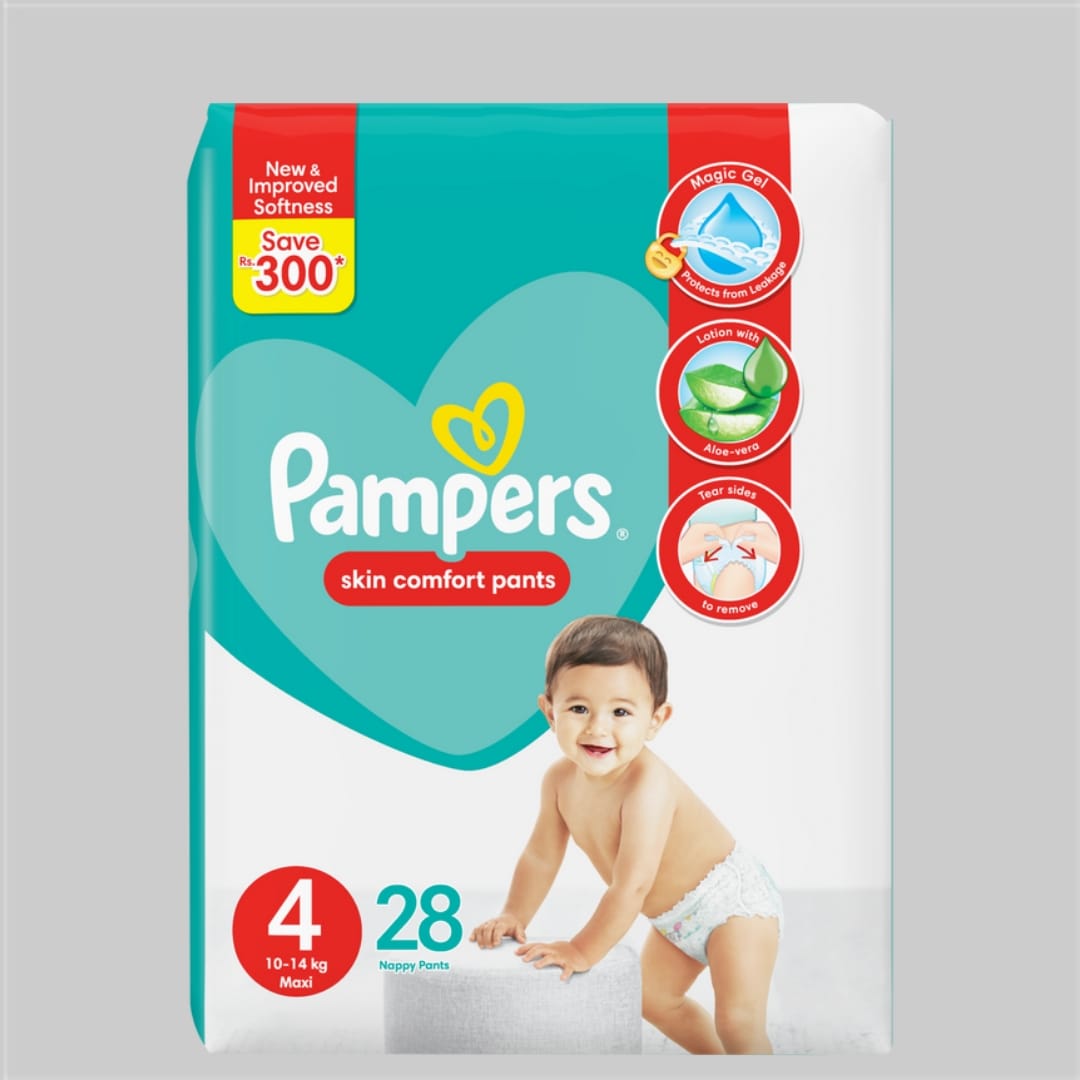 New &
Improved
Softness
Save
Rs.300*
Magic Gel
Protects from Leakage
Lotion with
Aloe-vera
Tear sides
to remove
Pampers®
skin comfort pants
4
10-14 kg
Maxi
28
Nappy Pants